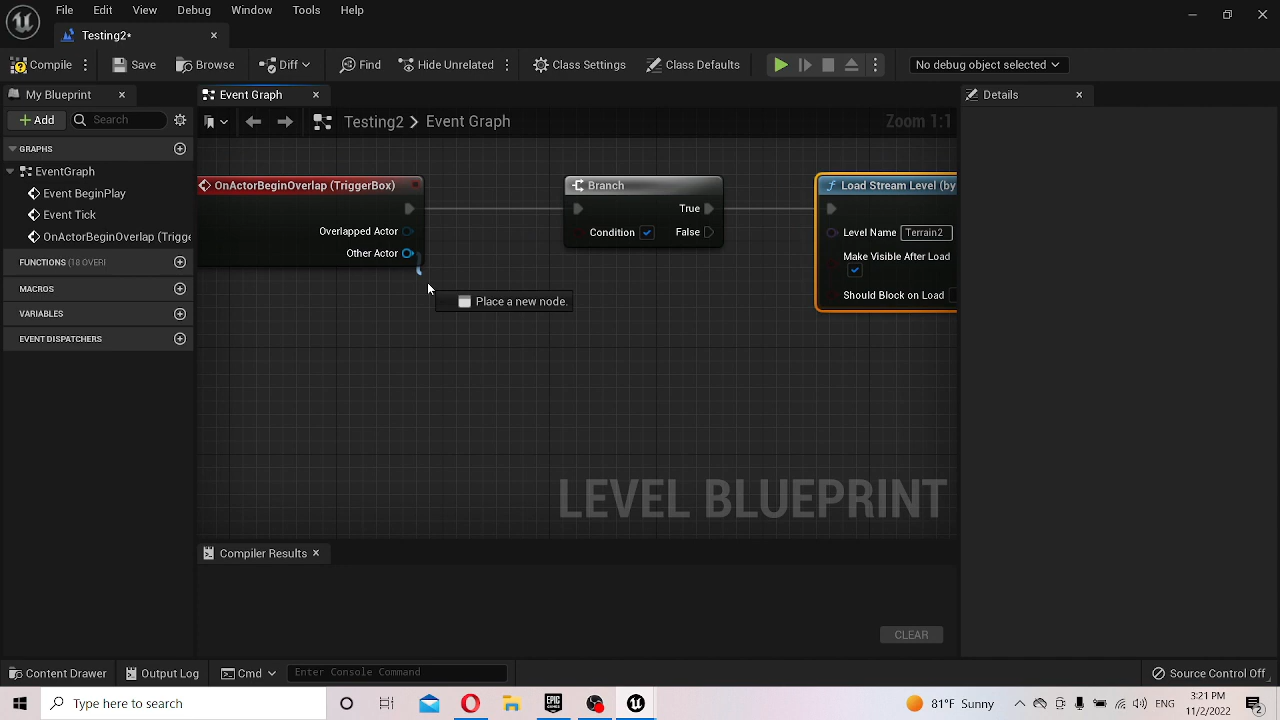 File Edit View Debug Window Tools Help
Testing2*
Compile Save Browse Diff Find Hide Unrelated Class Settings Class Defaults No debug object selected
My Blueprint Event Graph Details
Add Search Testing2 > Event Graph Zoom 1:1
GRAPHS
EventGraph
Event BeginPlay
Event Tick
OnActorBeginOverlap (Trigge
FUNCTIONS (18 OVERI
MACROS
VARIABLES
EVENT DISPATCHERS
OnActorBeginOverlap (TriggerBox)
Overlapped Actor
Other Actor
Place a new node.
Branch
True
Condition False
Load Stream Level (by
Level Name Terrain2
Make Visible After Load
Should Block on Load
LEVEL BLUEPRINT
Compiler Results
CLEAR
Content Drawer Output Log Cmd Enter Console Command Source Control Off
Type here to search EPIC GAMES 81°F Sunny ENG 3:21 PM
11/2/2022 2